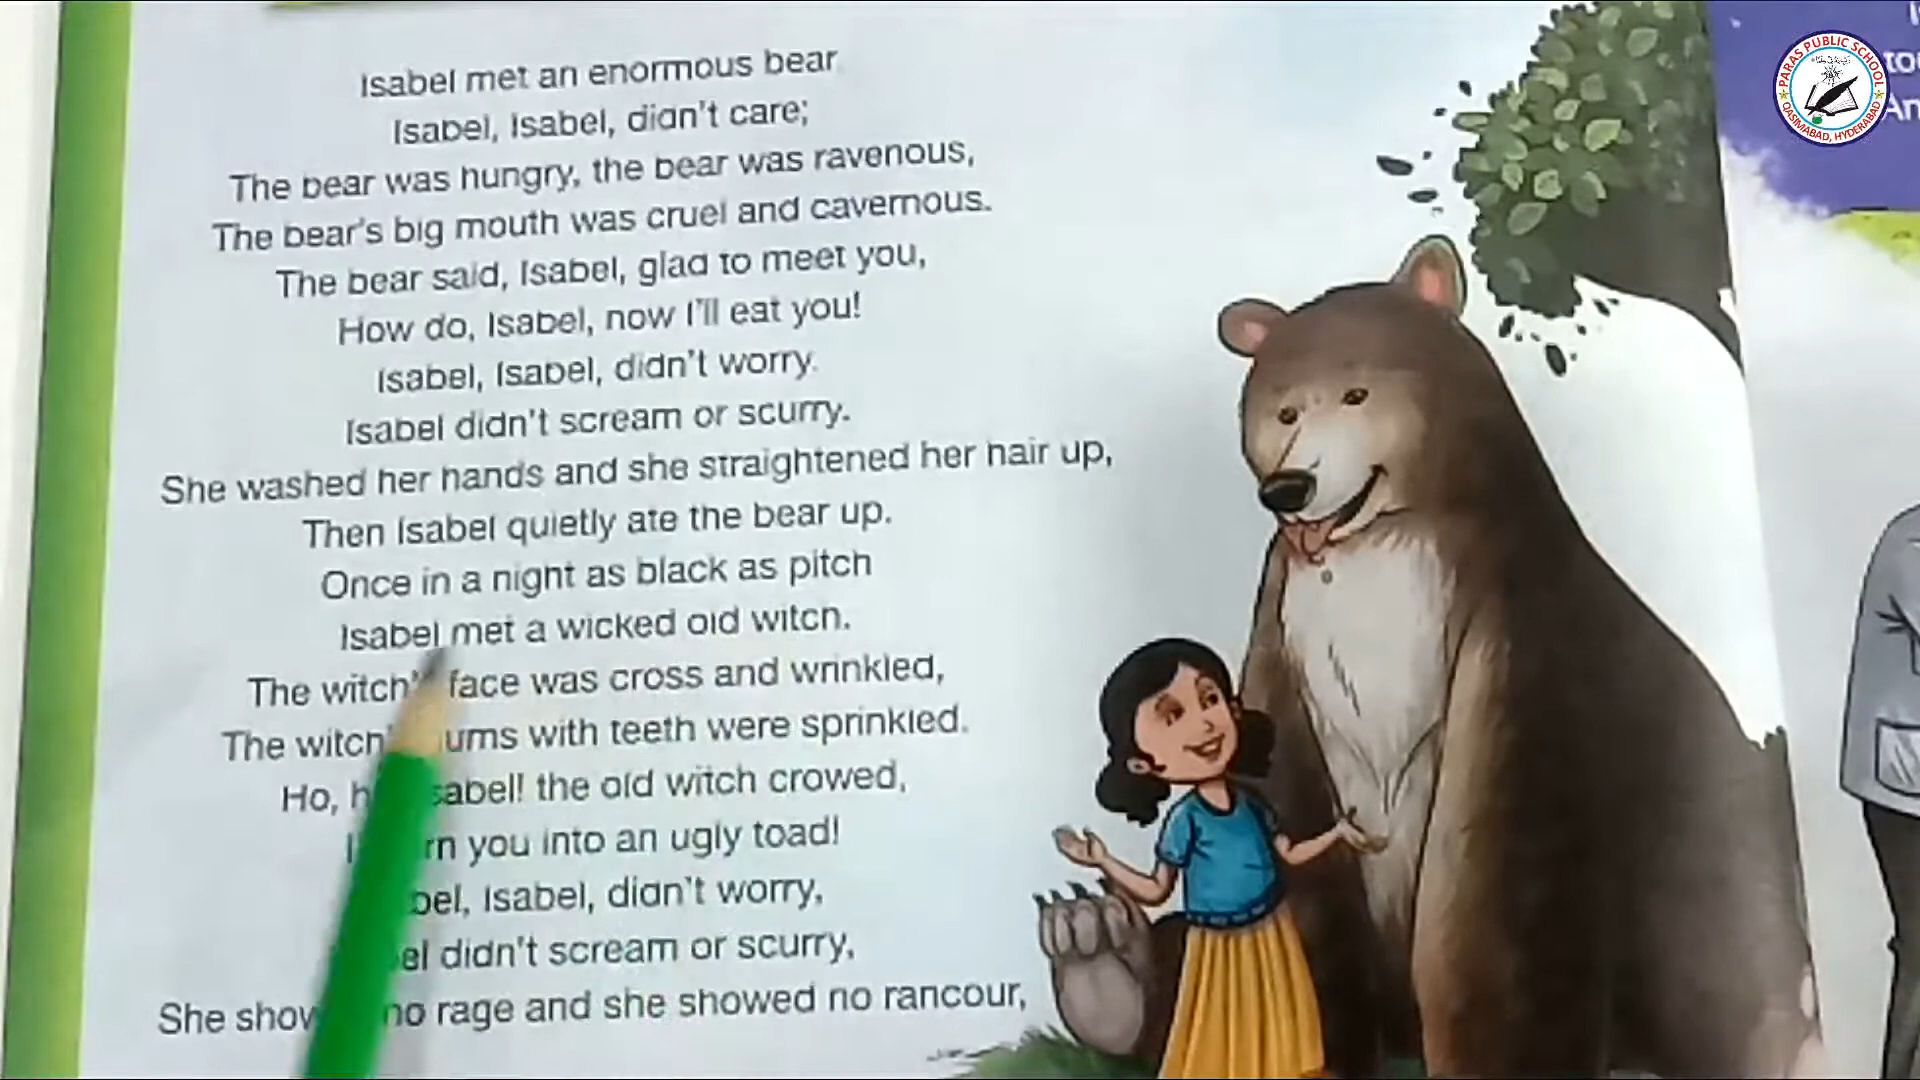 Isabel met an enormous bear
Isabel, Isabel, didn't care;
The bear was hungry, the bear was ravenous,
The bear's big mouth was cruel and cavernous.
The bear said, Isabel, glad to meet you,
How do, Isabel, now I'll eat you!
Isabel, Isabel, didn't worry.
Isabel didn't scream or scurry.
She washed her hands and she straightened her hair up,
Then Isabel quietly ate the bear up.
Once in a night as black as pitch
Isabel met a wicked old witch.
The witch' face was cross and wrinkled,
The witch' ums with teeth were sprinkled.
Ho, h sabel! the old witch crowed,
I rn you into an ugly toad!
bel, Isabel, didn't worry,
el didn't scream or scurry,
She show no rage and she showed no rancour,
PARAS PUBLIC SCHOOL
QASIMABAD, HYDERABAD
An